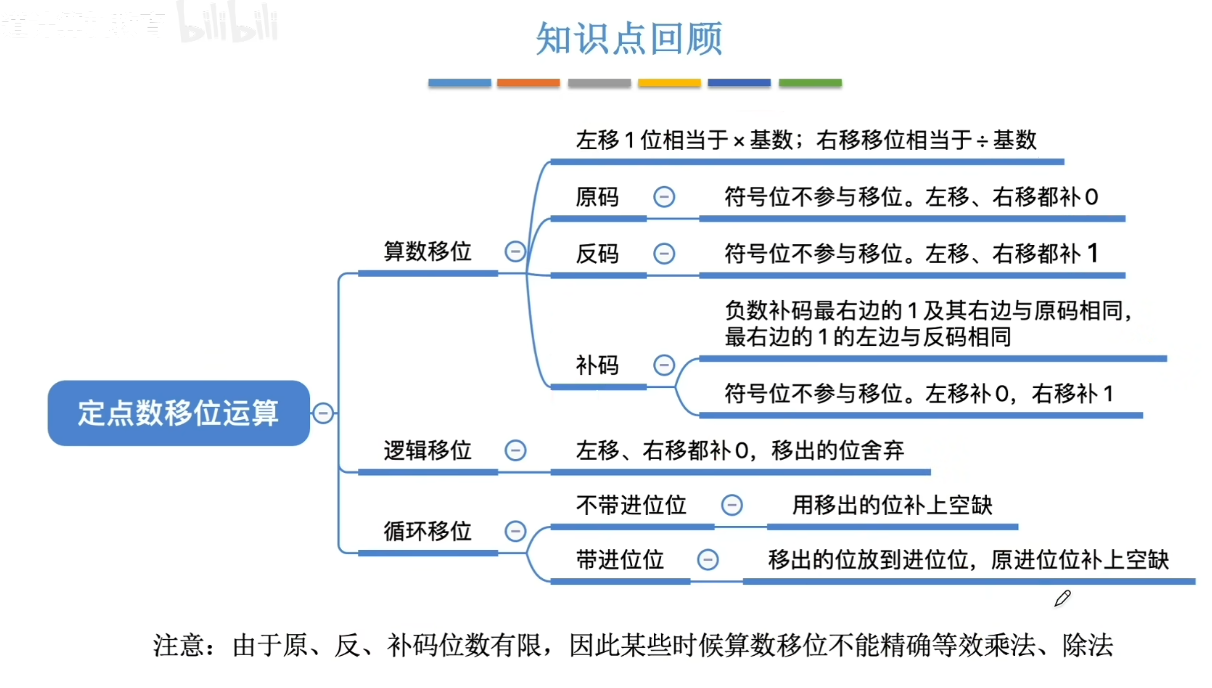 bilibili
知识点回顾
左移1位相当于×基数；右移移位相当于÷基数
原码
符号位不参与移位。左移、右移都补0
算数移位
反码
符号位不参与移位。左移、右移都补1
负数补码最右边的1及其右边与原码相同，
最右边的1的左边与反码相同
补码
符号位不参与移位。左移补0，右移补1
定点数移位运算
逻辑移位
左移、右移都补0，移出的位舍弃
不带进位位
用移出的位补上空缺
循环移位
带进位位
移出的位放到进位位，原进位位补上空缺
注意：由于原、反、补码位数有限，因此某些时候算数移位不能精确等效乘法、除法